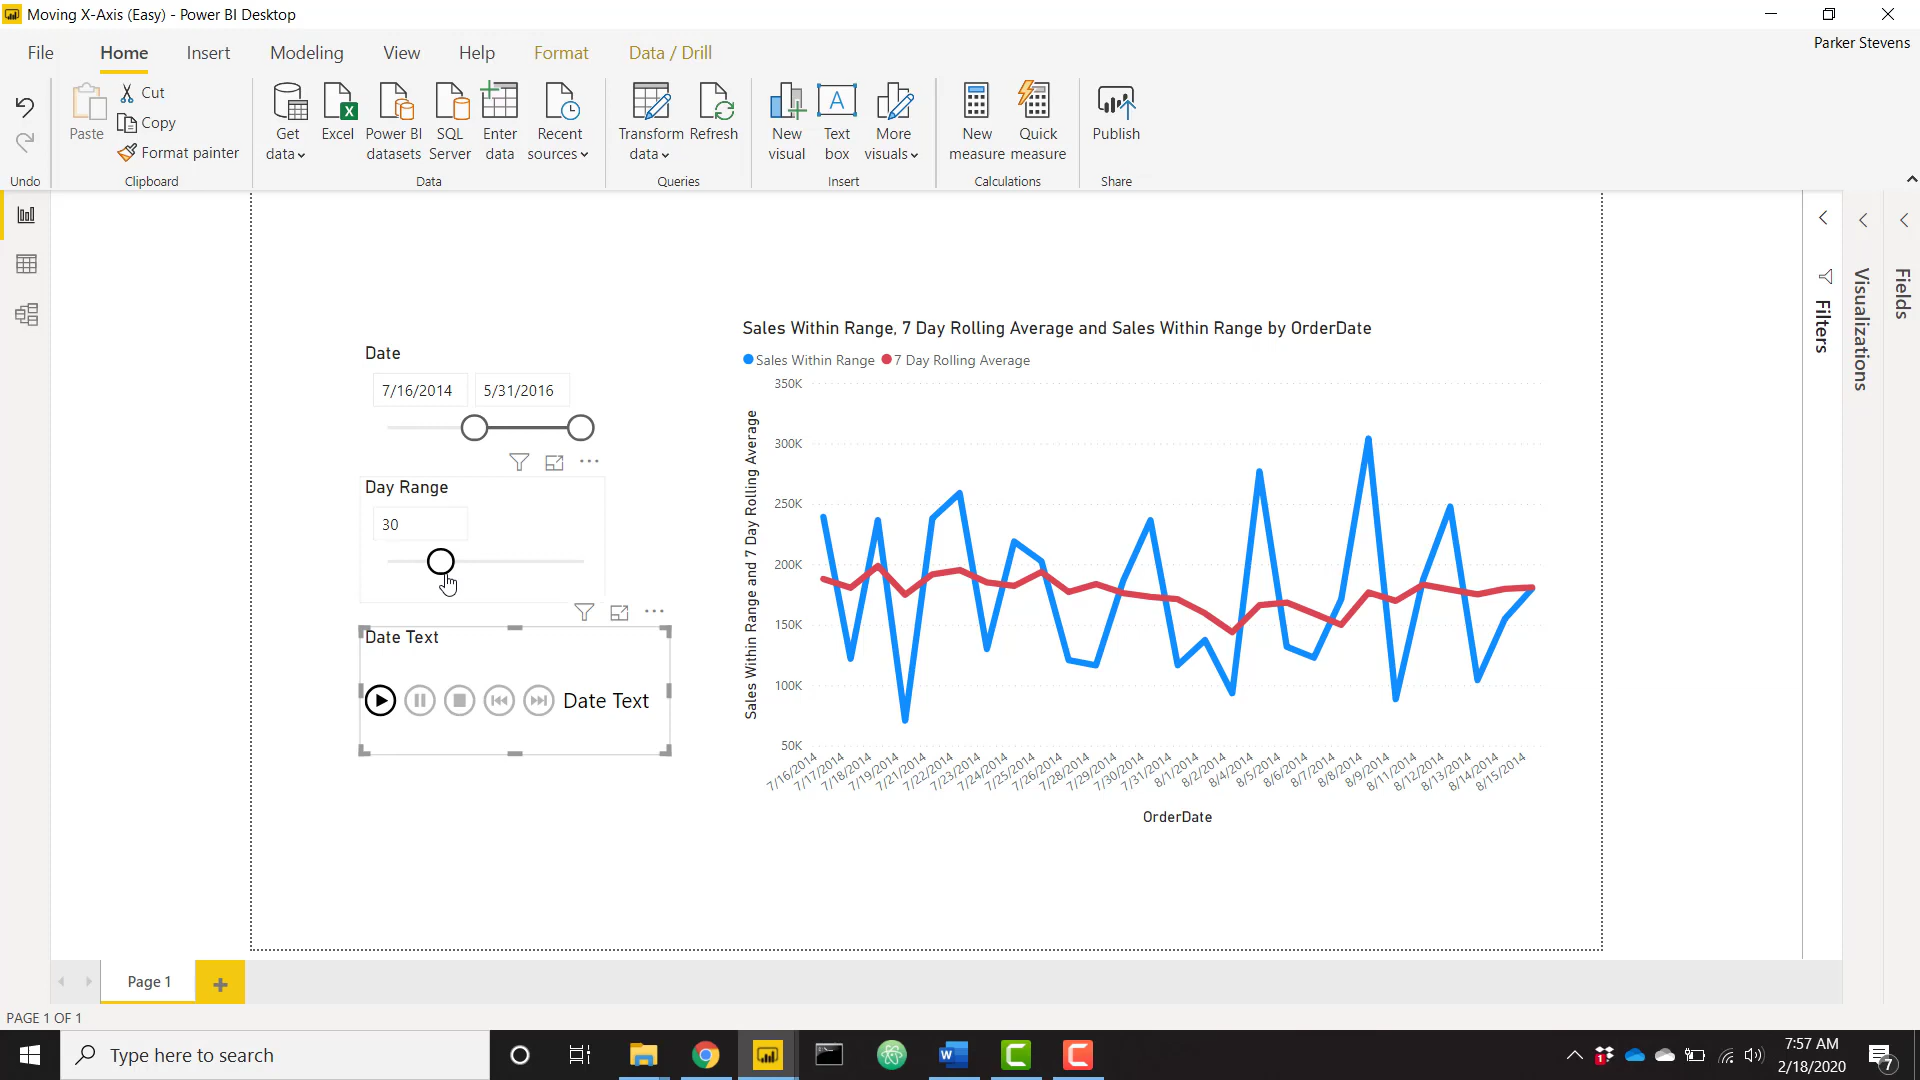 Moving X-Axis (Easy) - Power BI Desktop
Parker Stevens
File Home Insert Modeling View Help Format Data / Drill
Paste
Cut
Copy
Format painter
Get data
Excel
Power BI datasets
SQL Server
Enter data
Recent sources
Transform data
Refresh
New visual
Text box
More visuals
New measure
Quick measure
Publish
Undo
Clipboard
Data
Queries
Insert
Calculations
Share
Date
7/16/2014 5/31/2016
Day Range
30
Date Text
Date Text
Sales Within Range, 7 Day Rolling Average and Sales Within Range by OrderDate
Sales Within Range 7 Day Rolling Average
350K
300K
250K
200K
150K
100K
50K
Sales Within Range and 7 Day Rolling Average
7/16/2014
7/17/2014
7/18/2014
7/19/2014
7/21/2014
7/22/2014
7/23/2014
7/24/2014
7/25/2014
7/26/2014
7/28/2014
7/29/2014
7/30/2014
7/31/2014
8/1/2014
8/2/2014
8/4/2014
8/5/2014
8/6/2014
8/7/2014
8/8/2014
8/9/2014
8/11/2014
8/12/2014
8/13/2014
8/14/2014
8/15/2014
OrderDate
Filters
Visualizations
Fields
Page 1
PAGE 1 OF 1
Type here to search
7:57 AM
2/18/2020
7